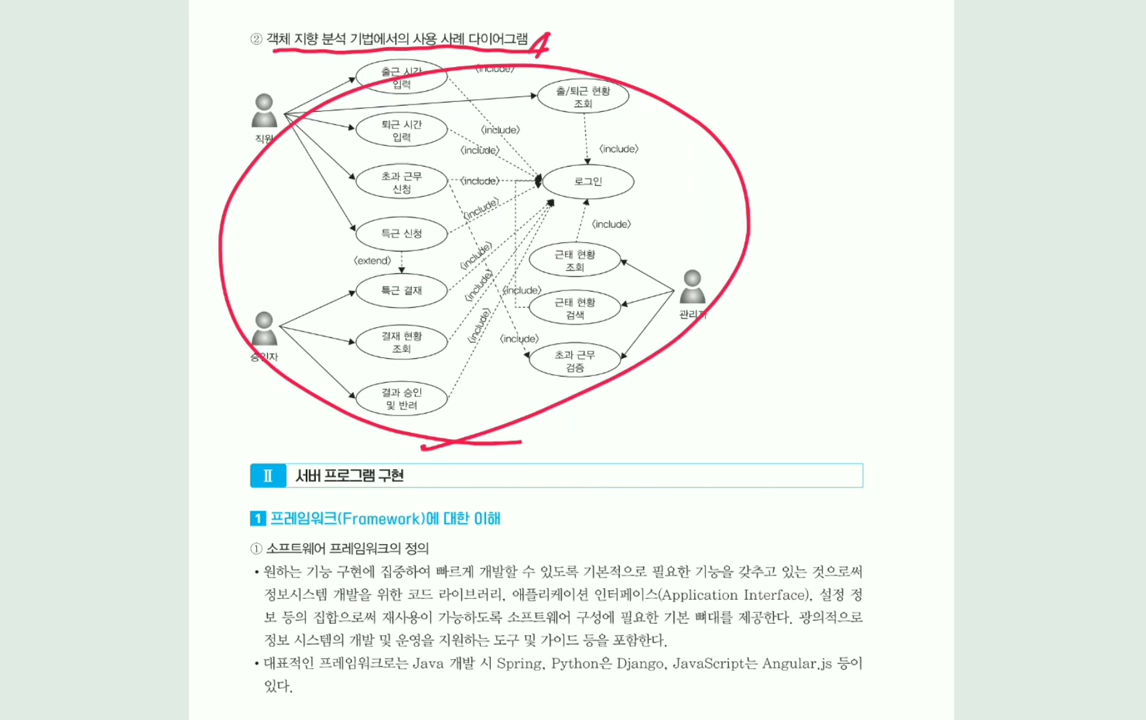 ② 객체 지향 분석 기법에서의 사용 사례 다이어그램
출근 시간
입력
〈include〉
출/퇴근 현황
조회
직원
퇴근 시간
입력
〈include〉
〈include〉
〈include〉
초과 근무
신청
〈include〉
로그인
〈include〉
특근 신청
〈include〉
〈extend〉
〈include〉
근태 현황
조회
특근 결재
〈include〉
〈include〉
근태 현황
검색
관리자
승인자
결재 현황
조회
〈include〉
〈include〉
초과 근무
검증
결과 승인
및 반려
Ⅱ 서버 프로그램 구현
1 프레임워크(Framework)에 대한 이해
① 소프트웨어 프레임워크의 정의
• 원하는 기능 구현에 집중하여 빠르게 개발할 수 있도록 기본적으로 필요한 기능을 갖추고 있는 것으로써
정보시스템 개발을 위한 코드 라이브러리, 애플리케이션 인터페이스(Application Interface), 설정 정
보 등의 집합으로써 재사용이 가능하도록 소프트웨어 구성에 필요한 기본 뼈대를 제공한다. 광의적으로
정보 시스템의 개발 및 운영을 지원하는 도구 및 가이드 등을 포함한다.
• 대표적인 프레임워크로는 Java 개발 시 Spring, Python은 Django, JavaScript는 Angular.js 등이
있다.